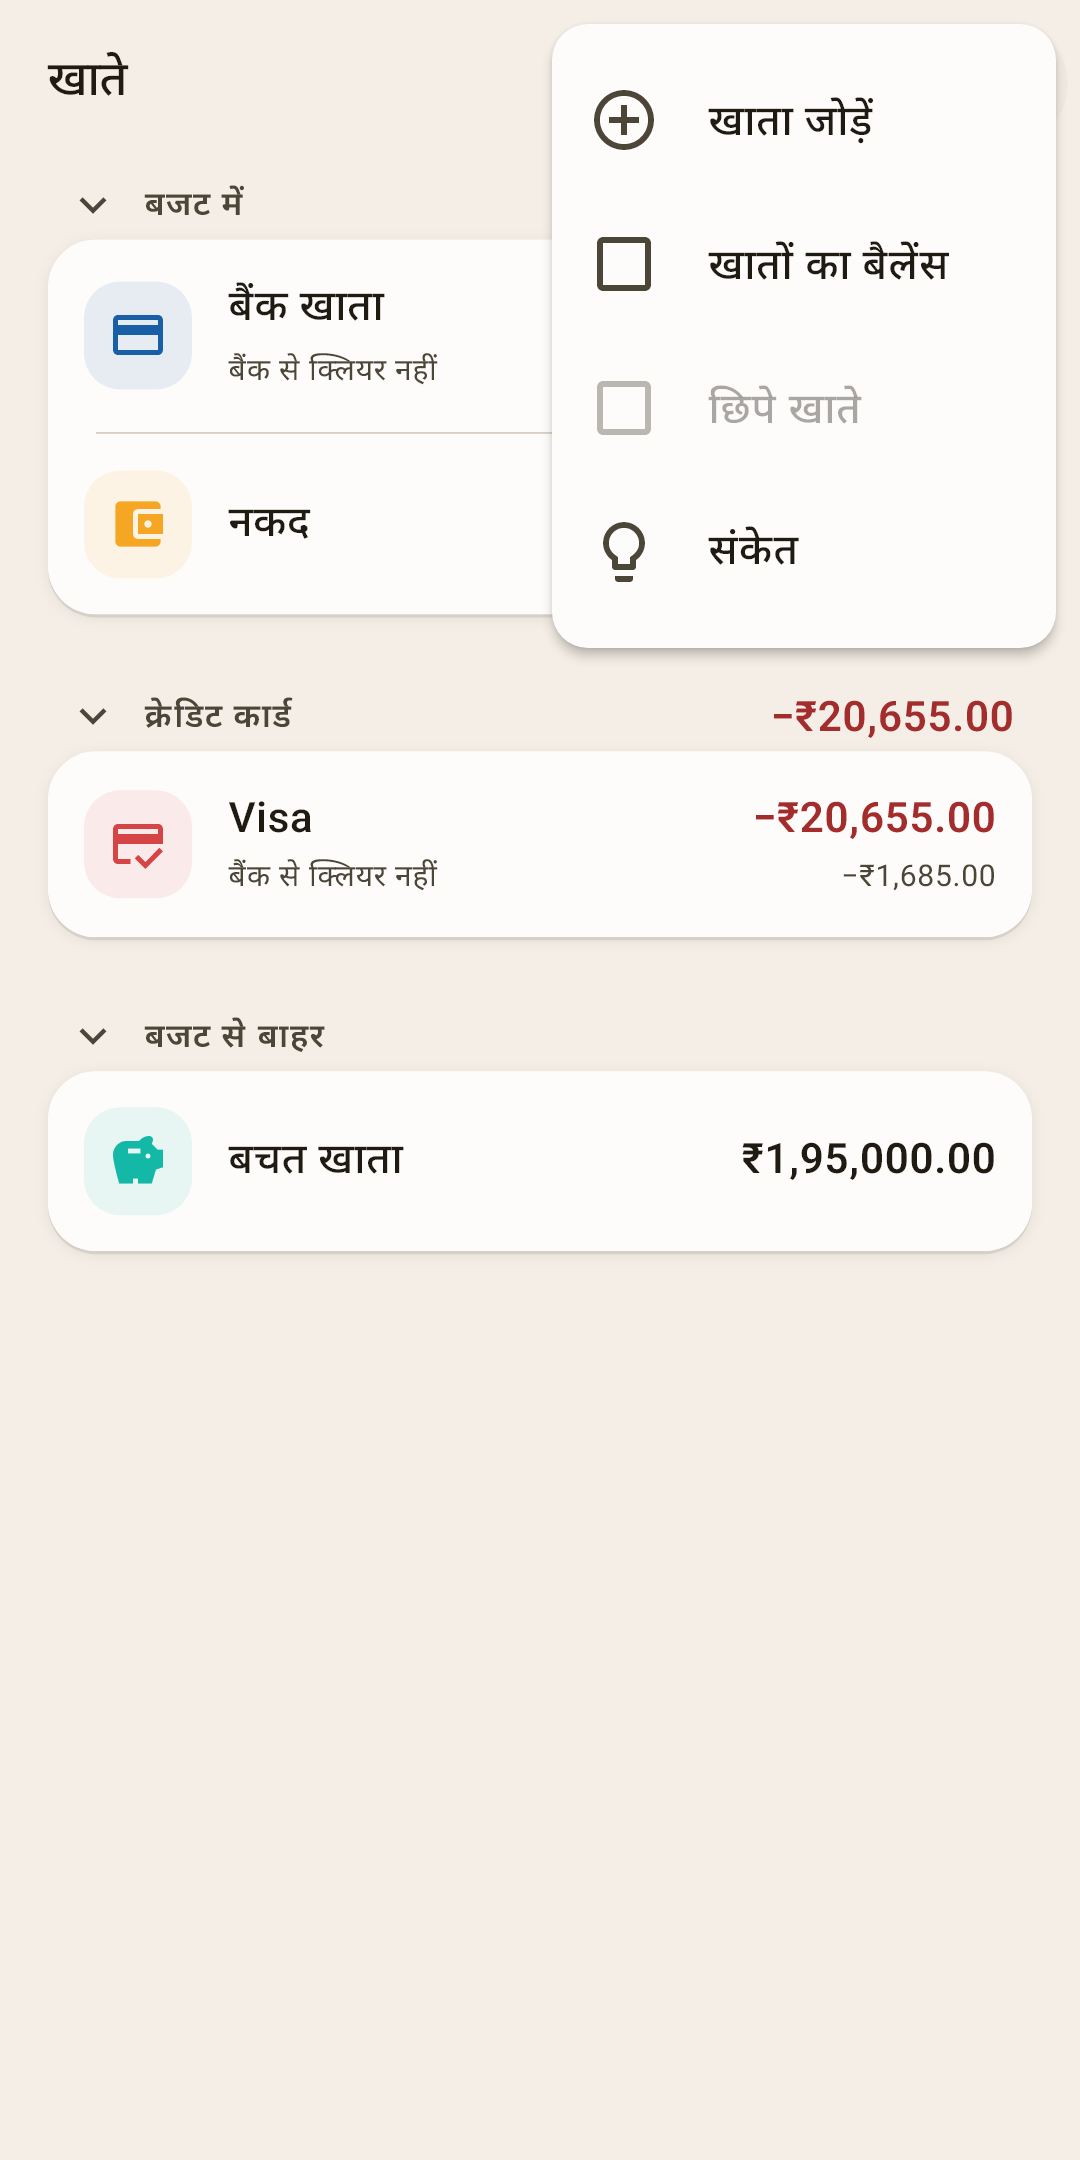 खाते
खाता जोड़ें
खातों का बैलेंस
छिपे खाते
संकेत
बजट में
बैंक खाता
बैंक से क्लियर नहीं
नकद
क्रेडिट कार्ड −₹20,655.00
Visa −₹20,655.00
बैंक से क्लियर नहीं −₹1,685.00
बजट से बाहर
बचत खाता ₹1,95,000.00